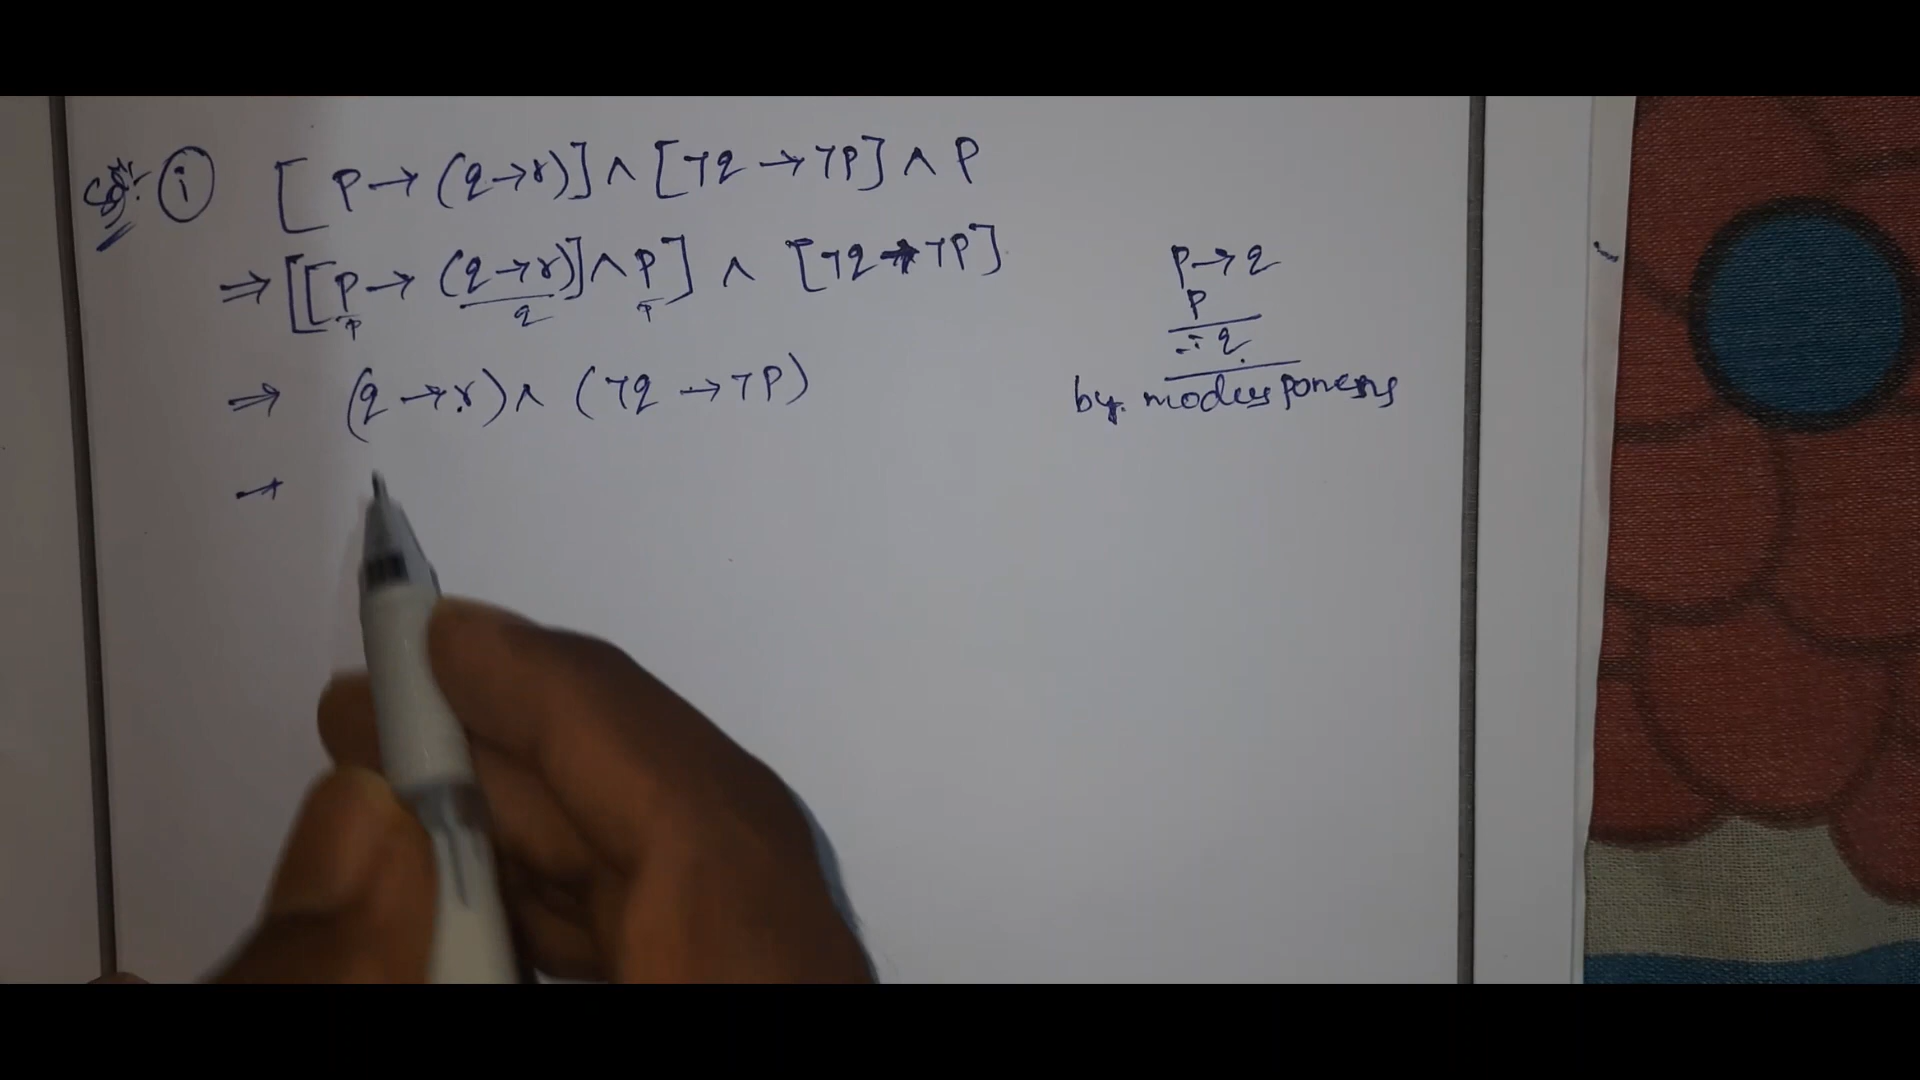 Sol: i [ p → (q→r)] ∧ [¬q → ¬p] ∧ p
⇒ [[p → (q→r)] ∧ p] ∧ [¬q → ¬p]
p q p
⇒ (q → r) ∧ (¬q → ¬p)
→
p → q
p
∴ q
by. modus ponens